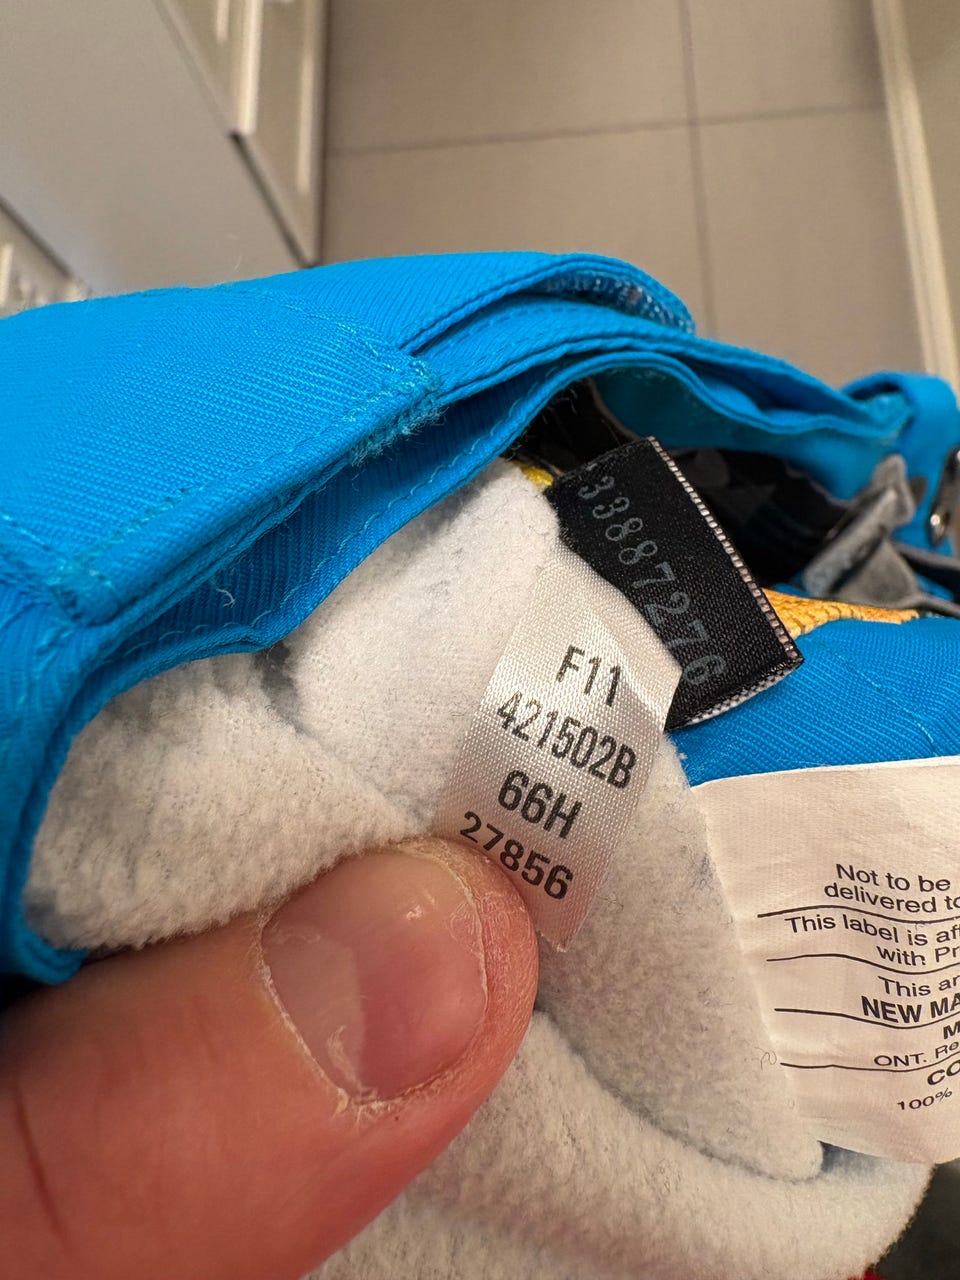 33887276
F11
421502B
66H
27856
Not to be
delivered to
This label is af
with Pr
This ar
NEW MA
M
ONT. Re
CO
100%